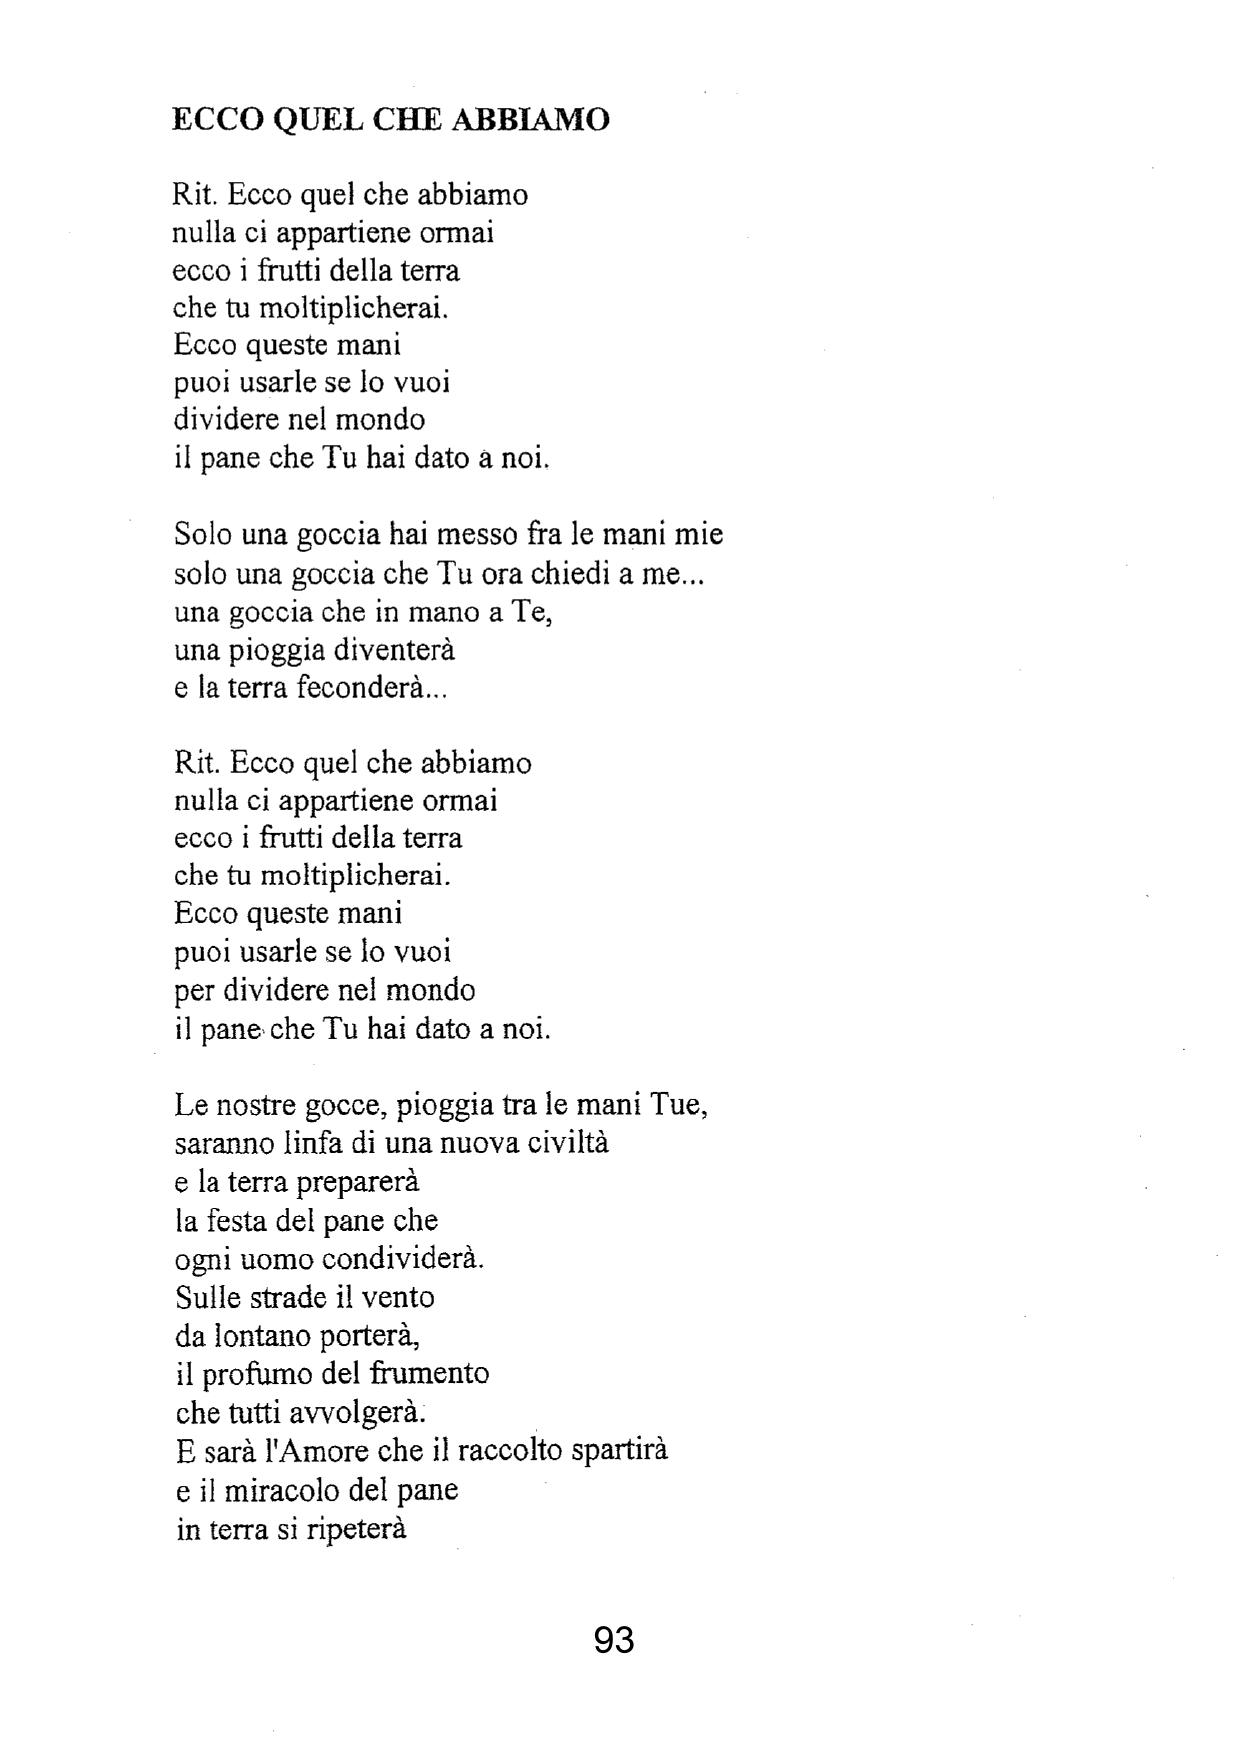 ECCO QUEL CHE ABBIAMO
Rit. Ecco quel che abbiamo
nulla ci appartiene ormai
ecco i frutti della terra
che tu moltiplicherai.
Ecco queste mani
puoi usarle se lo vuoi
dividere nel mondo
il pane che Tu hai dato a noi.
Solo una goccia hai messo fra le mani mie
solo una goccia che Tu ora chiedi a me...
una goccia che in mano a Te,
una pioggia diventerà
e la terra feconderà...
Rit. Ecco quel che abbiamo
nulla ci appartiene ormai
ecco i frutti della terra
che tu moltiplicherai.
Ecco queste mani
puoi usarle se lo vuoi
per dividere nel mondo
il pane che Tu hai dato a noi.
Le nostre gocce, pioggia tra le mani Tue,
saranno linfa di una nuova civiltà
e la terra preparerà
la festa del pane che
ogni uomo condividerà.
Sulle strade il vento
da lontano porterà,
il profumo del frumento
che tutti avvolgerà.
E sarà l'Amore che il raccolto spartirà
e il miracolo del pane
in terra si ripeterà
93